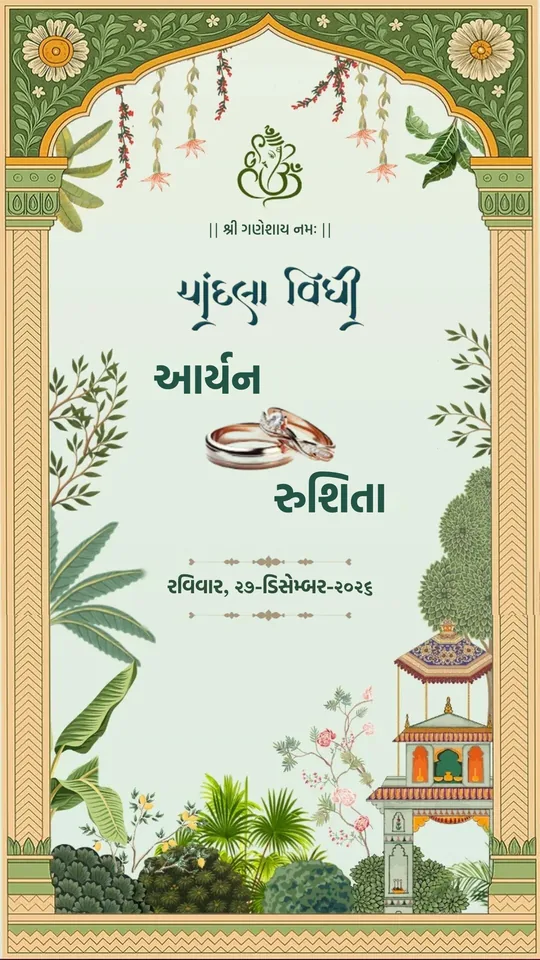 || શ્રી ગણેશાય નમઃ ||
ચાંદલા વિધી
આર્યન
રુશિતા
રવિવાર, ૨૭-ડિસેમ્બર-૨૦૨૬